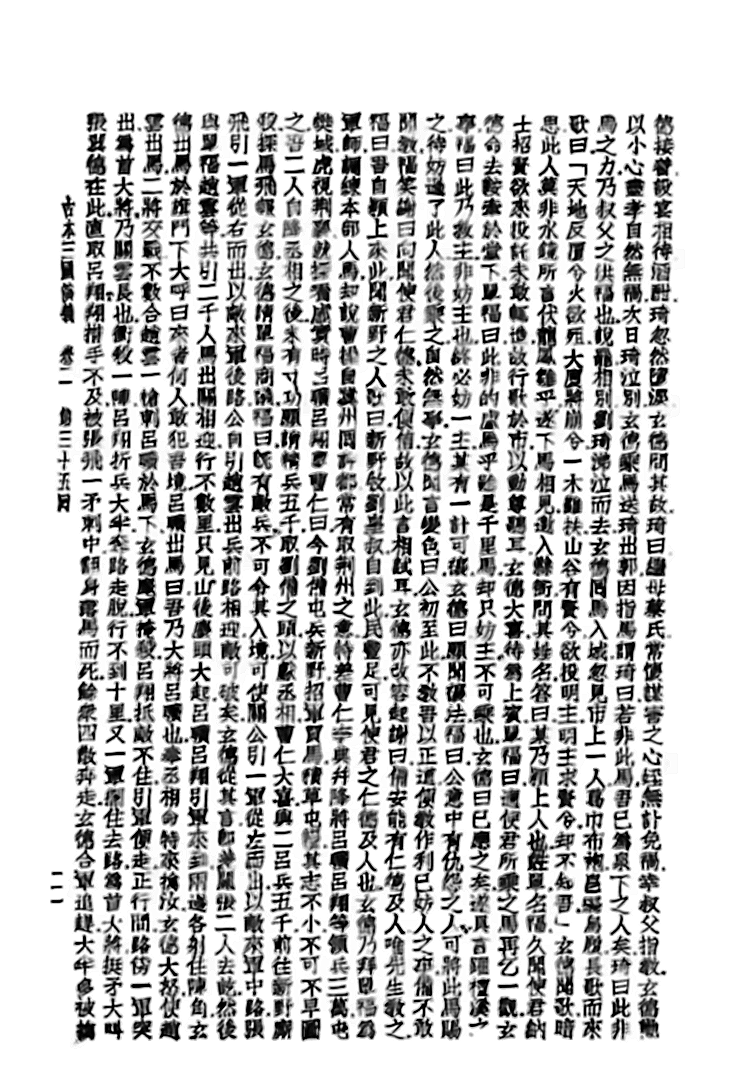 德接着設宴相待酒酣琦忽然墮淚玄德問其故琦曰繼母蔡氏常懷謀害之心姪無計免禍幸叔父指教玄德勸
以小心盡孝自然無禍次日琦泣別玄德乘馬送琦出郭因指馬謂琦曰若非此馬吾已爲泉下之人矣琦曰此非
馬之力乃叔父之洪福也說罷相別劉琦涕泣而去玄德囘馬入城忽見市上一人葛巾布袍皂絛烏履長歌而來
歌曰「天地反覆兮火欲殂大廈將崩兮一木難扶山谷有賢兮欲投明主明主求賢兮却不知吾」玄德聞歌暗
思此人莫非水鏡所言伏龍鳳雛乎遂下馬相見邀入縣衙問其姓名答曰某乃潁上人也姓單名福久聞使君納
士招賢欲來投託未敢輒造故行歌於市以動尊聽耳玄德大喜待爲上賓單福曰適使君所乘之馬再乞一觀玄
德命去鞍牽於堂下單福曰此非的盧馬乎雖是千里馬却只妨主不可乘也玄德曰已應之矣遂具言躍檀溪之
事福曰此乃救主非妨主也終必妨一主某有一計可禳玄德曰願聞禳法福曰公意中有仇怨之人可將此馬賜
之待妨過了此人然後乘之自然無事玄德聞言變色曰公初至此不教吾以正道便教作利己妨人之事備不敢
聞教福笑謝曰向聞使君仁德未敢便信故以此言相試耳玄德亦改容起謝曰備安能有仁德及人唯先生教之
福曰吾自潁上來此聞新野之人歌曰新野牧劉皇叔自到此民豐足可見使君之仁德及人也玄德乃拜單福爲
軍師調練本部人馬却說曹操自冀州囘許都常有取荆州之意特差曹仁李典并降將呂曠呂翔等領兵三萬屯
樊城虎視荆襄就探看虛實時呂曠呂翔稟曹仁曰今劉備屯兵新野招軍買馬積草屯糧其志不小不可不早圖
之吾二人自降丞相之後未有寸功願請精兵五千取劉備之頭以獻丞相曹仁大喜與二呂兵五千前往新野厮
殺探馬飛報玄德玄德請單福商議福曰既有敵兵不可令其入境可使關公引一軍從左而出以敵來軍中路張
飛引一軍從右而出以敵來軍後路公自引趙雲出兵前路相迎敵可破矣玄德從其言卽差關張二人去訖然後
與單福趙雲等共引二千人馬出關相迎行不數里只見山後塵頭大起呂曠呂翔引軍來到兩邊各射住陣角玄
德出馬於旗門下大呼曰來者何人敢犯吾境呂曠出馬曰吾乃大將呂曠也奉丞相命特來擒汝玄德大怒使趙
雲出馬二將交戰不數合趙雲一槍刺呂曠於馬下玄德麾軍掩殺呂翔抵敵不住引軍便走正行間路傍一軍突
出爲首大將乃關雲長也衝殺一陣呂翔折兵大半奪路走脫行不到十里又一軍攔住去路爲首大將挺矛大叫
張翼德在此直取呂翔翔措手不及被張飛一矛刺中翻身落馬而死餘衆四散奔走玄德合軍追趕大半多被擒
古本三國演義　卷二　第三十五囘